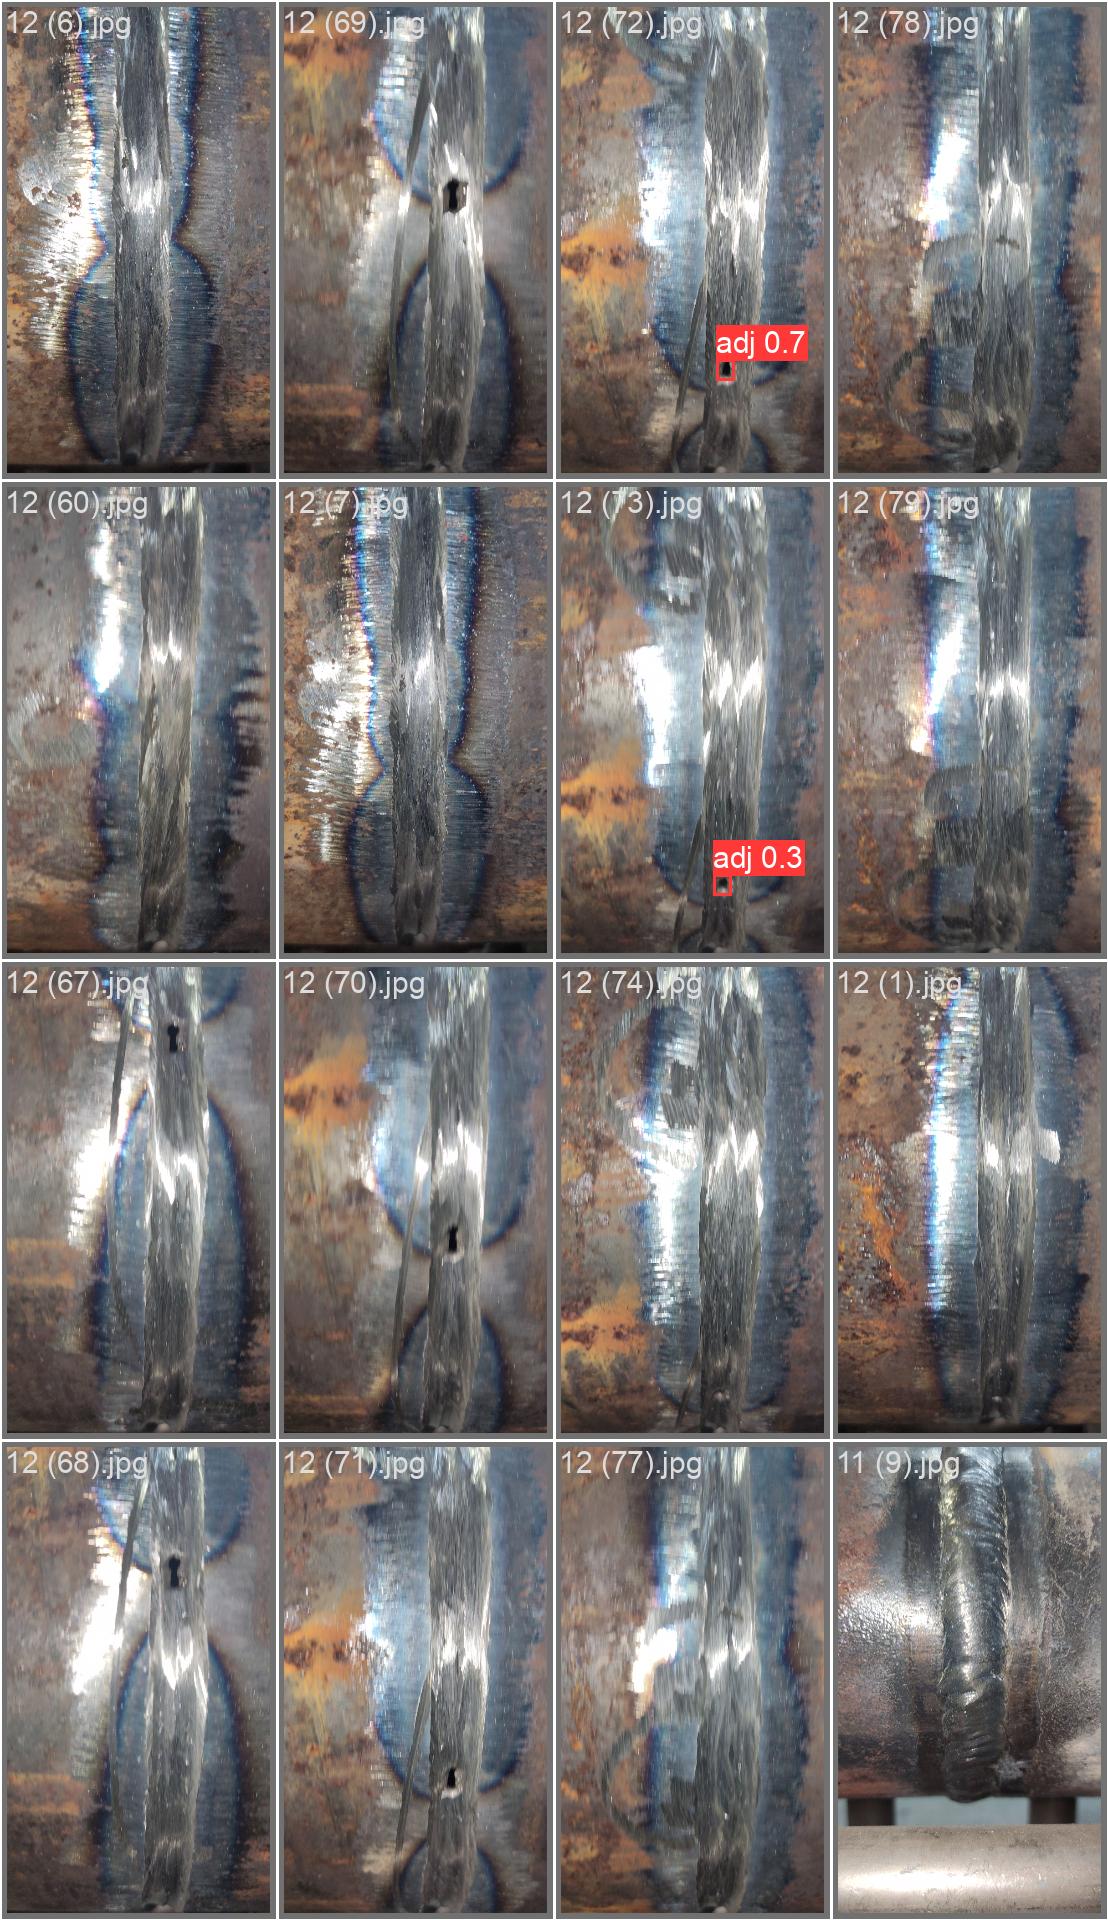 12 (6).jpg
12 (69).jpg
12 (72).jpg
12 (78).jpg
adj 0.7
12 (60).jpg
12 (7).jpg
12 (73).jpg
12 (79).jpg
adj 0.3
12 (67).jpg
12 (70).jpg
12 (74).jpg
12 (1).jpg
12 (68).jpg
12 (71).jpg
12 (77).jpg
11 (9).jpg